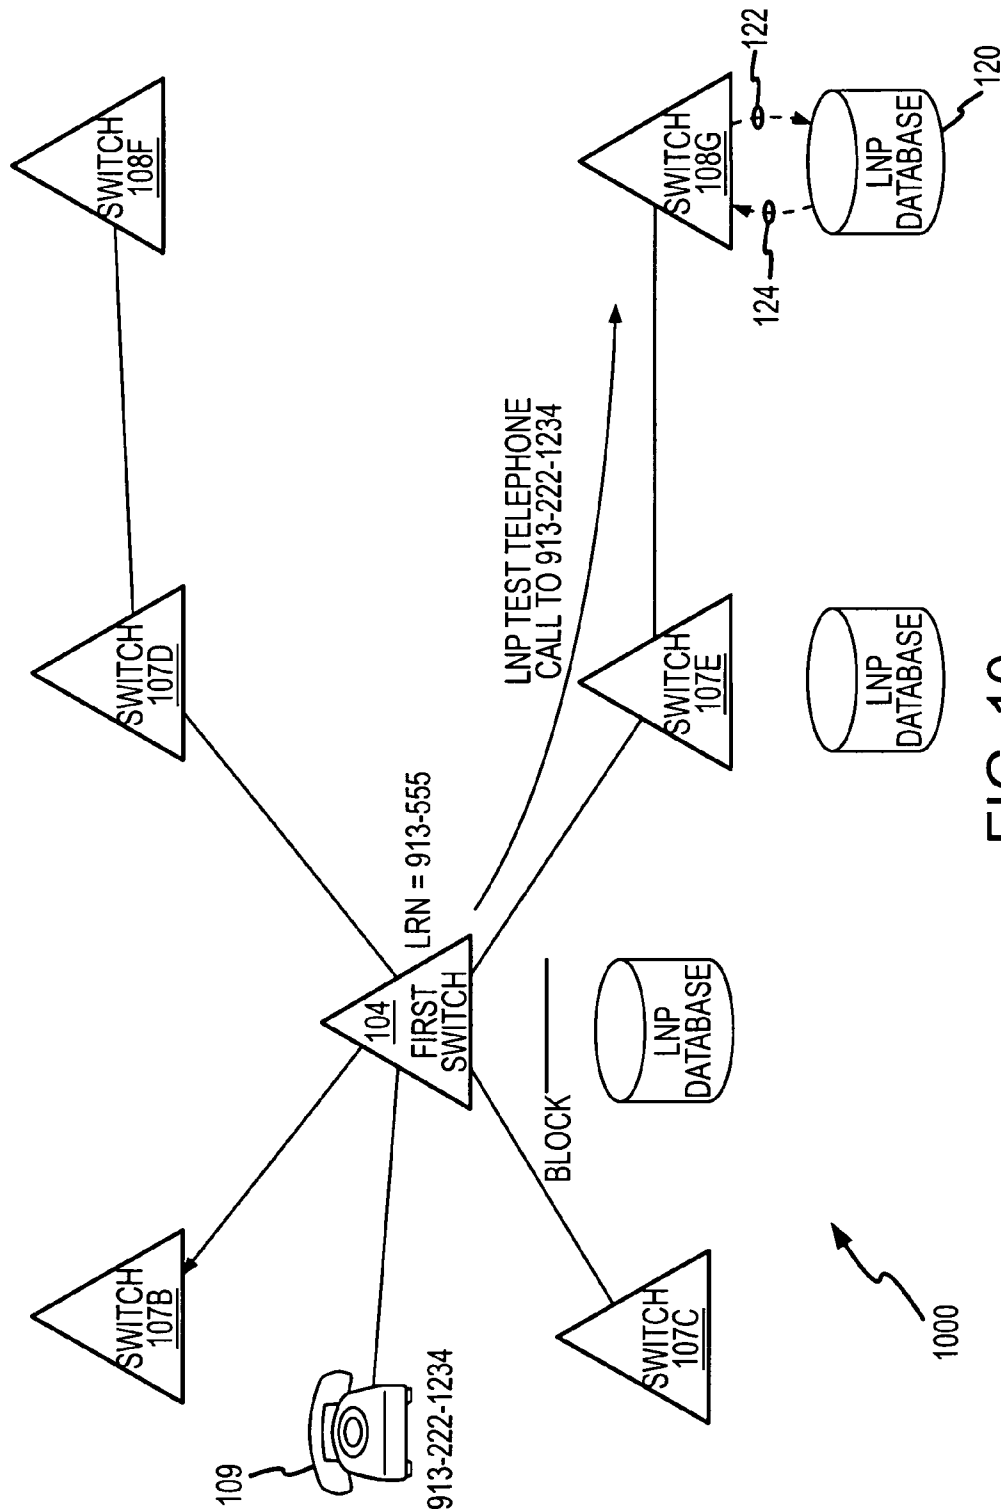 SWITCH
107B
SWITCH
107D
SWITCH
108F
109
913-222-1234
104
FIRST
SWITCH
LRN = 913-555
LNP TEST TELEPHONE
CALL TO 913-222-1234
BLOCK
SWITCH
107C
SWITCH
107E
SWITCH
108G
124
122
LNP
DATABASE
LNP
DATABASE
LNP
DATABASE
120
1000
FIG. 10